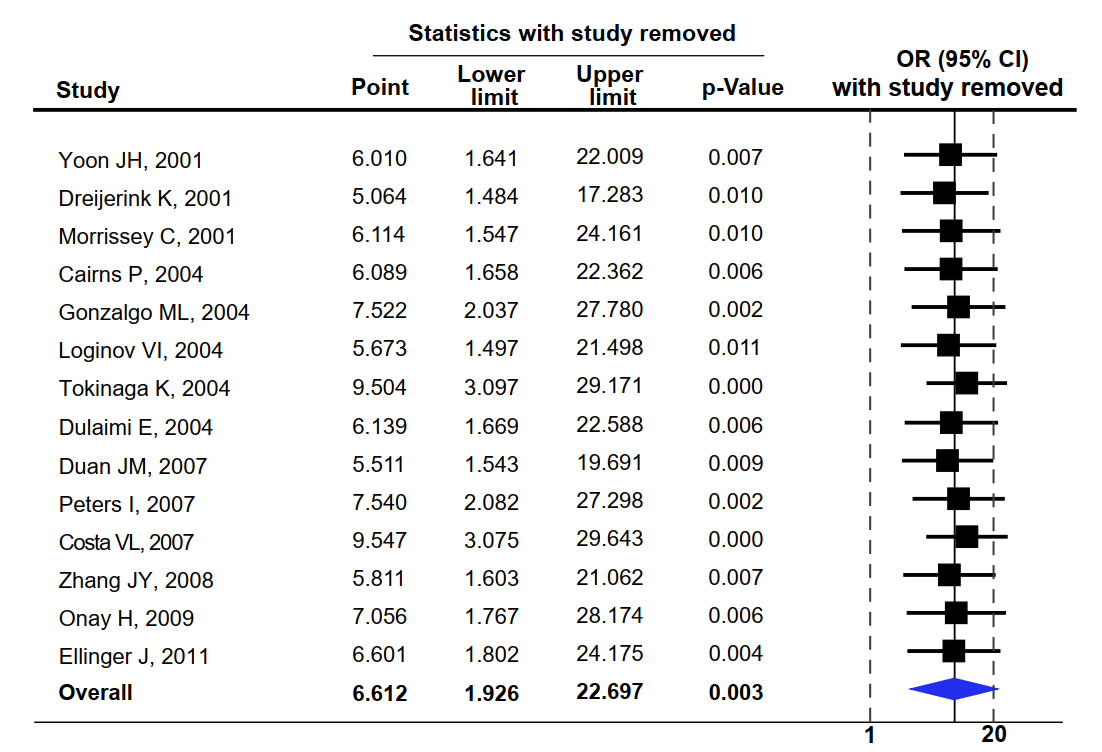 Statistics with study removed
OR (95% CI)
with study removed
Study Point Lower limit Upper limit p-Value
Yoon JH, 2001 6.010 1.641 22.009 0.007
Dreijerink K, 2001 5.064 1.484 17.283 0.010
Morrissey C, 2001 6.114 1.547 24.161 0.010
Cairns P, 2004 6.089 1.658 22.362 0.006
Gonzalgo ML, 2004 7.522 2.037 27.780 0.002
Loginov VI, 2004 5.673 1.497 21.498 0.011
Tokinaga K, 2004 9.504 3.097 29.171 0.000
Dulaimi E, 2004 6.139 1.669 22.588 0.006
Duan JM, 2007 5.511 1.543 19.691 0.009
Peters I, 2007 7.540 2.082 27.298 0.002
Costa VL, 2007 9.547 3.075 29.643 0.000
Zhang JY, 2008 5.811 1.603 21.062 0.007
Onay H, 2009 7.056 1.767 28.174 0.006
Ellinger J, 2011 6.601 1.802 24.175 0.004
Overall 6.612 1.926 22.697 0.003
1 20